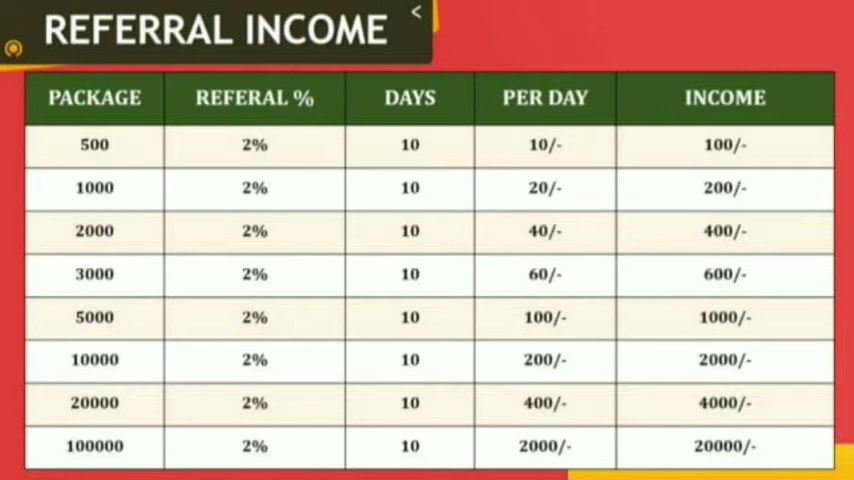 REFERRAL INCOME
<
PACKAGE REFERAL % DAYS PER DAY INCOME
500 2% 10 10/- 100/-
1000 2% 10 20/- 200/-
2000 2% 10 40/- 400/-
3000 2% 10 60/- 600/-
5000 2% 10 100/- 1000/-
10000 2% 10 200/- 2000/-
20000 2% 10 400/- 4000/-
100000 2% 10 2000/- 20000/-